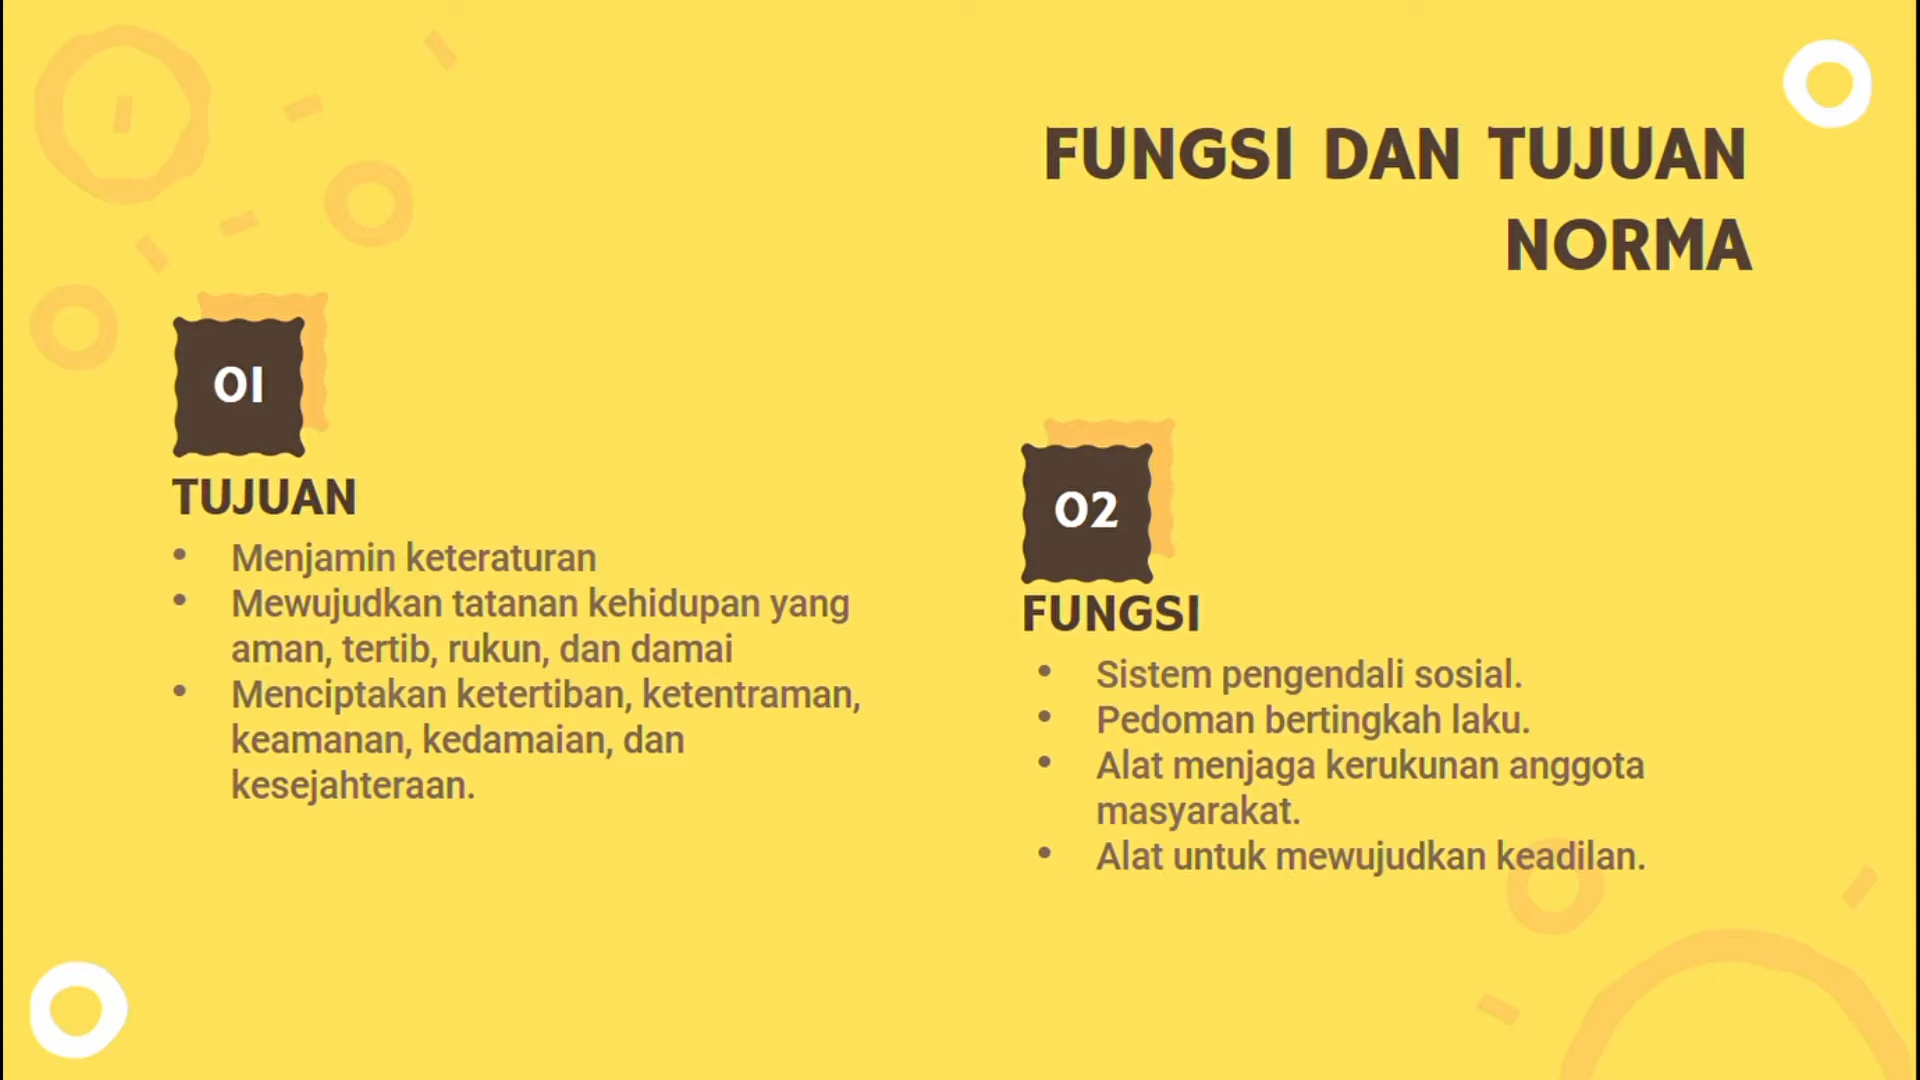 FUNGSI DAN TUJUAN
NORMA
01
TUJUAN
• Menjamin keteraturan
• Mewujudkan tatanan kehidupan yang
aman, tertib, rukun, dan damai
• Menciptakan ketertiban, ketentraman,
keamanan, kedamaian, dan
kesejahteraan.
02
FUNGSI
• Sistem pengendali sosial.
• Pedoman bertingkah laku.
• Alat menjaga kerukunan anggota
masyarakat.
• Alat untuk mewujudkan keadilan.